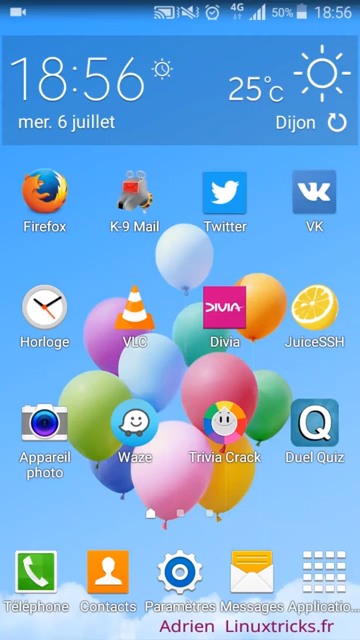 4G 50% 18:56
18:56 25°c
mer. 6 juillet Dijon
Firefox K-9 Mail Twitter VK
DIVIA
Horloge VLC Divia JuiceSSH
Q
Appareil photo Waze Trivia Crack Duel Quiz
Téléphone Contacts Paramètres Messages Applicatio...
Adrien Linuxtricks.fr